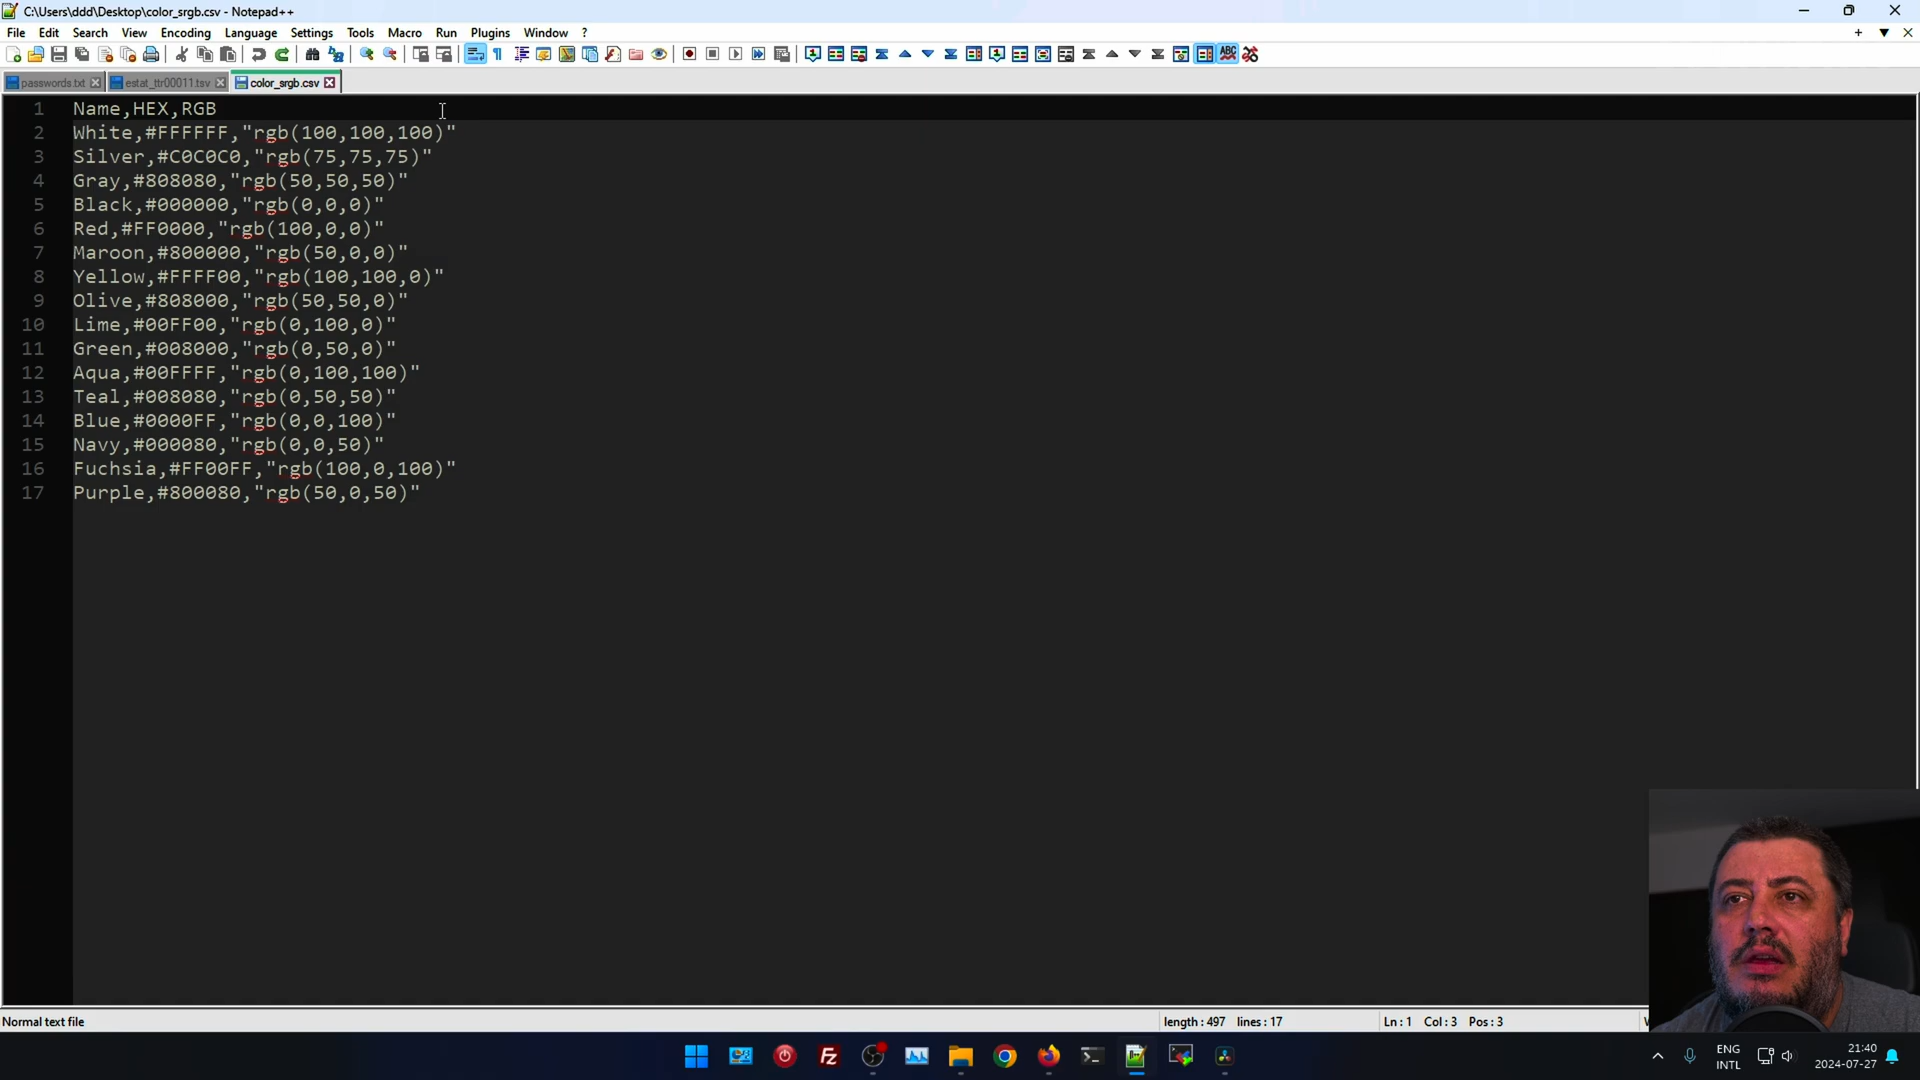 C:\Users\ddd\Desktop\color_srgb.csv - Notepad++
File Edit Search View Encoding Language Settings Tools Macro Run Plugins Window ?
passwords.txt estat_ttr00011.tsv color_srgb.csv
1 Name,HEX,RGB
2 White,#FFFFFF,"rgb(100,100,100)"
3 Silver,#C0C0C0,"rgb(75,75,75)"
4 Gray,#808080,"rgb(50,50,50)"
5 Black,#000000,"rgb(0,0,0)"
6 Red,#FF0000,"rgb(100,0,0)"
7 Maroon,#800000,"rgb(50,0,0)"
8 Yellow,#FFFF00,"rgb(100,100,0)"
9 Olive,#808000,"rgb(50,50,0)"
10 Lime,#00FF00,"rgb(0,100,0)"
11 Green,#008000,"rgb(0,50,0)"
12 Aqua,#00FFFF,"rgb(0,100,100)"
13 Teal,#008080,"rgb(0,50,50)"
14 Blue,#0000FF,"rgb(0,0,100)"
15 Navy,#000080,"rgb(0,0,50)"
16 Fuchsia,#FF00FF,"rgb(100,0,100)"
17 Purple,#800080,"rgb(50,0,50)"
Normal text file length : 497 lines : 17 Ln : 1 Col : 3 Pos : 3
ENG 21:40
INTL 2024-07-27